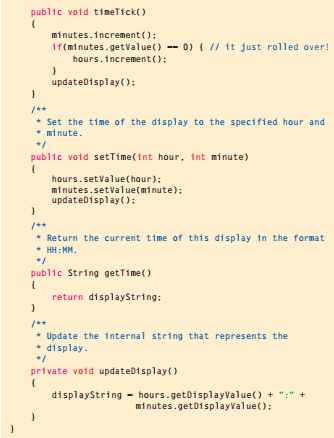 public void timeTick()
{
minutes.increment();
if(minutes.getValue() == 0) { // it just rolled over!
hours.increment();
}
updateDisplay();
}
/**
* Set the time of the display to the specified hour and
* minute.
*/
public void setTime(int hour, int minute)
{
hours.setValue(hour);
minutes.setValue(minute);
updateDisplay();
}
/**
* Return the current time of this display in the format
* HH:MM.
*/
public String getTime()
{
return displayString;
}
/**
* Update the internal string that represents the
* display.
*/
private void updateDisplay()
{
displayString = hours.getDisplayValue() + ":" +
minutes.getDisplayValue();
}
}